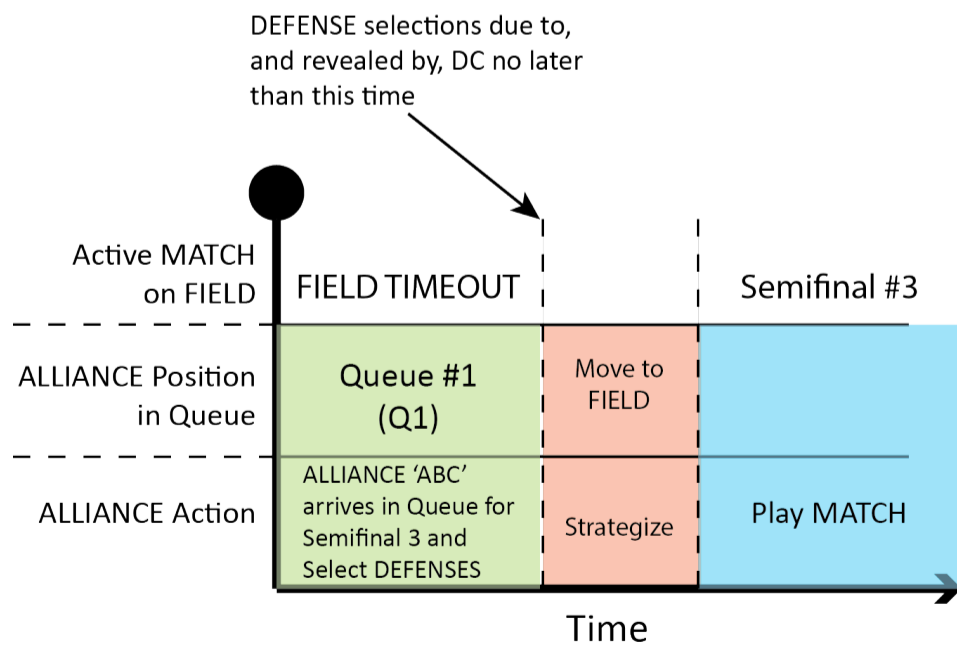 DEFENSE selections due to,
and revealed by, DC no later
than this time
Active MATCH
on FIELD
FIELD TIMEOUT
Semifinal #3
ALLIANCE Position
in Queue
Queue #1
(Q1)
Move to
FIELD
ALLIANCE Action
ALLIANCE ‘ABC’
arrives in Queue for
Semifinal 3 and
Select DEFENSES
Strategize
Play MATCH
Time